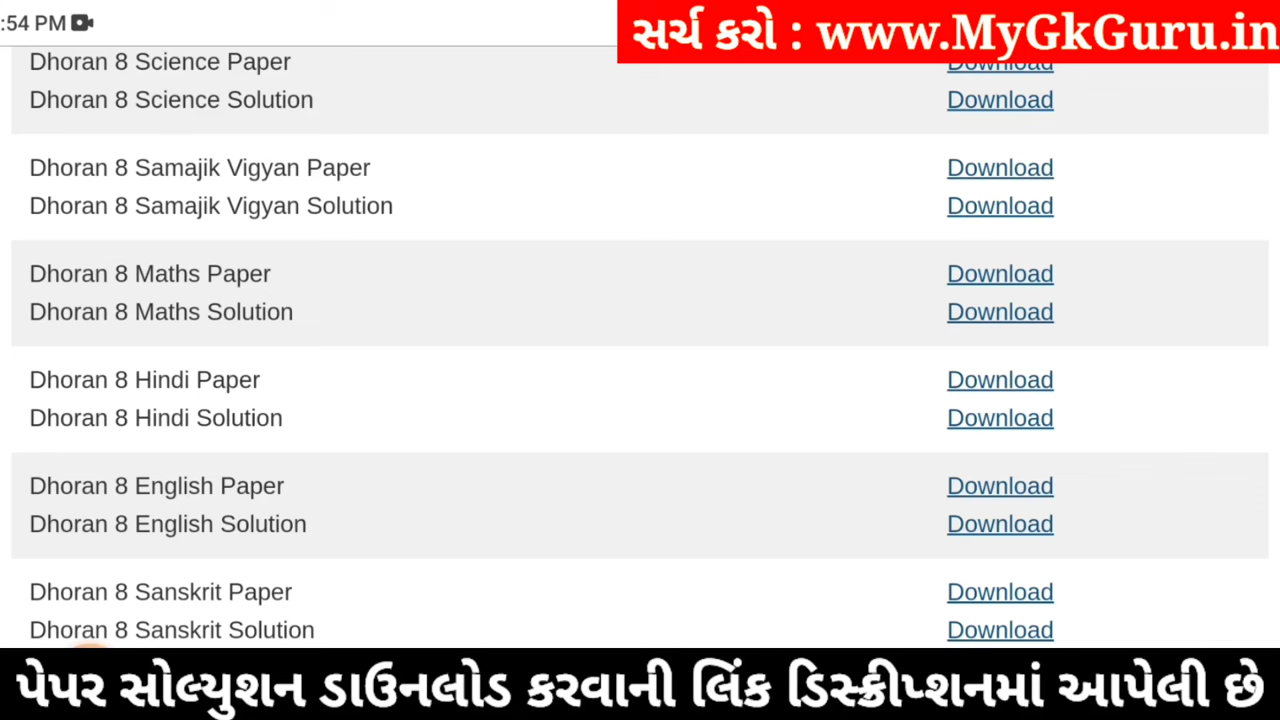 :54 PM
સર્ચ કરો : www.MyGkGuru.in
Dhoran 8 Science Paper Download
Dhoran 8 Science Solution Download
Dhoran 8 Samajik Vigyan Paper Download
Dhoran 8 Samajik Vigyan Solution Download
Dhoran 8 Maths Paper Download
Dhoran 8 Maths Solution Download
Dhoran 8 Hindi Paper Download
Dhoran 8 Hindi Solution Download
Dhoran 8 English Paper Download
Dhoran 8 English Solution Download
Dhoran 8 Sanskrit Paper Download
Dhoran 8 Sanskrit Solution Download
પેપર સોલ્યુશન ડાઉનલોડ કરવાની લિંક ડિસ્ક્રીપ્શનમાં આપેલી છે